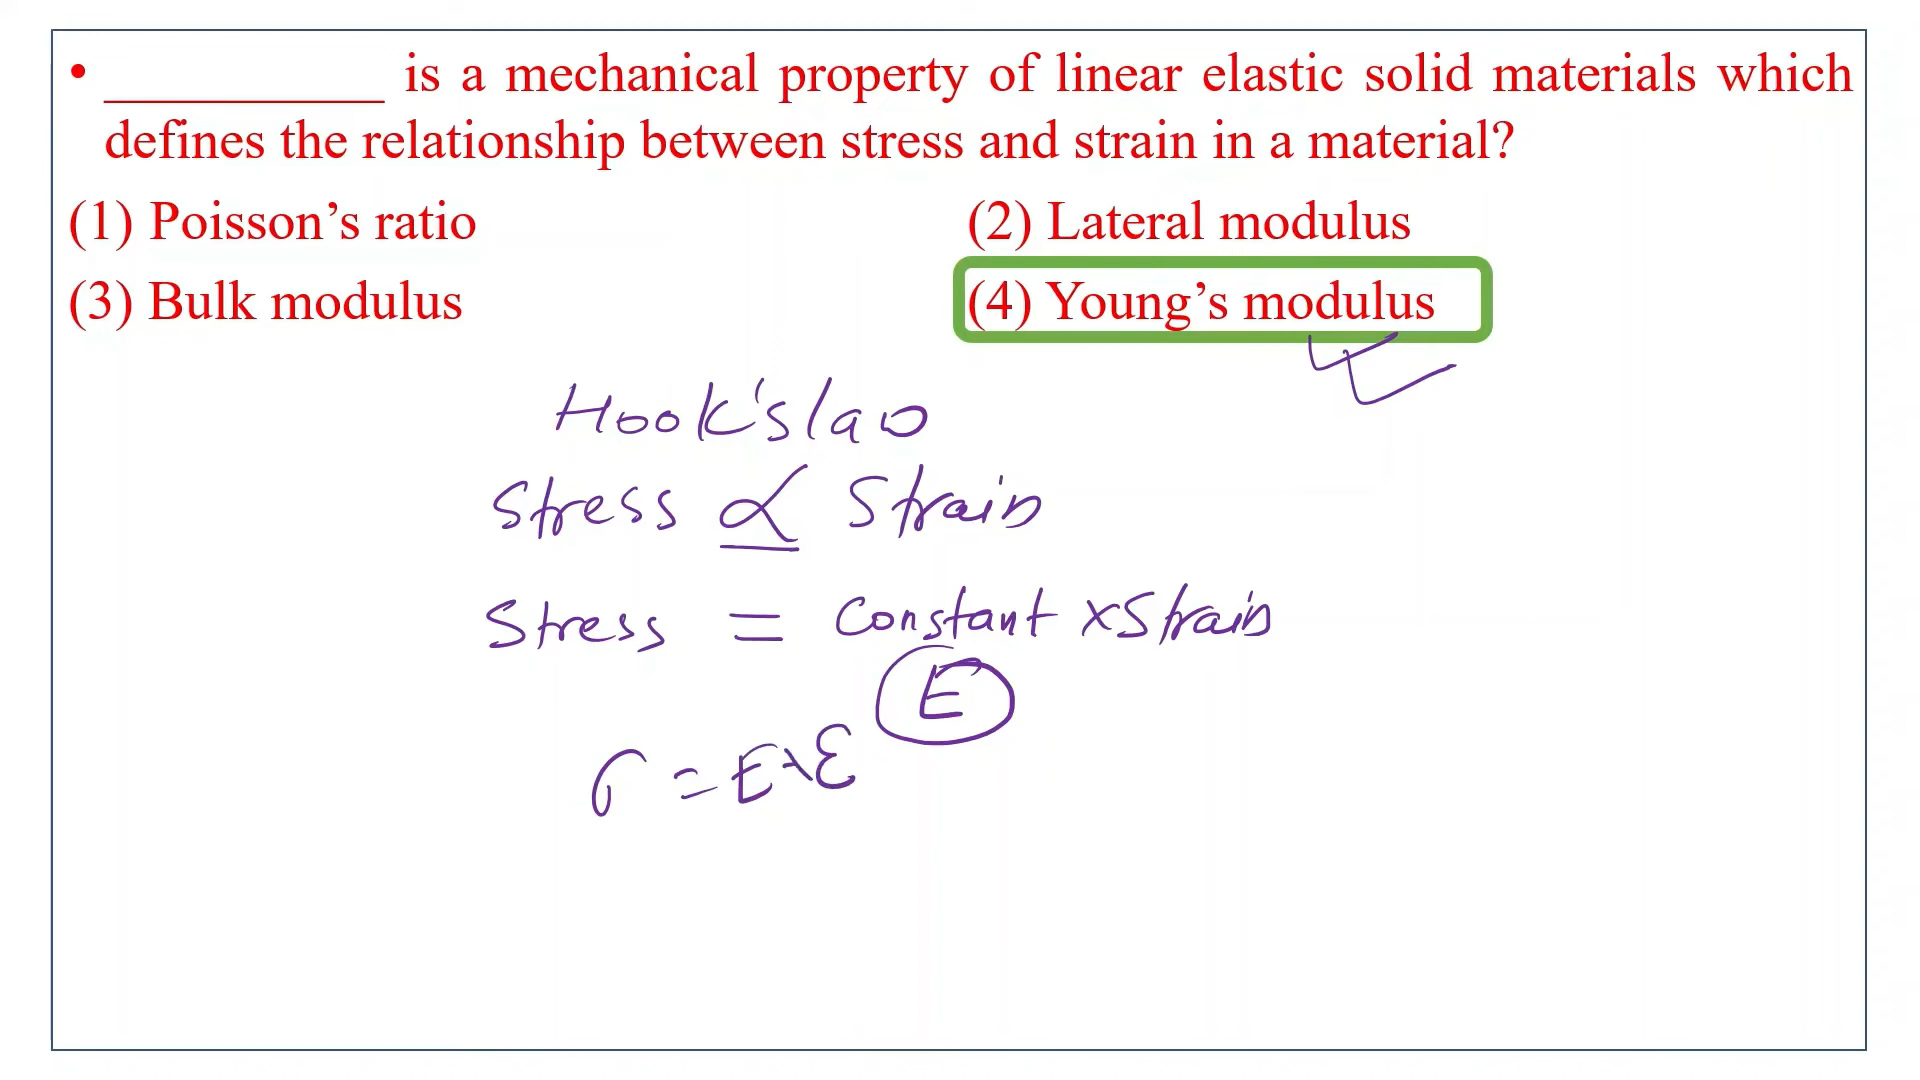 • __________ is a mechanical property of linear elastic solid materials which
defines the relationship between stress and strain in a material?
(1) Poisson’s ratio (2) Lateral modulus
(3) Bulk modulus (4) Young’s modulus
Hook's law
Stress ∝ Strain
Stress = Constant × Strain
E
σ = E × ε